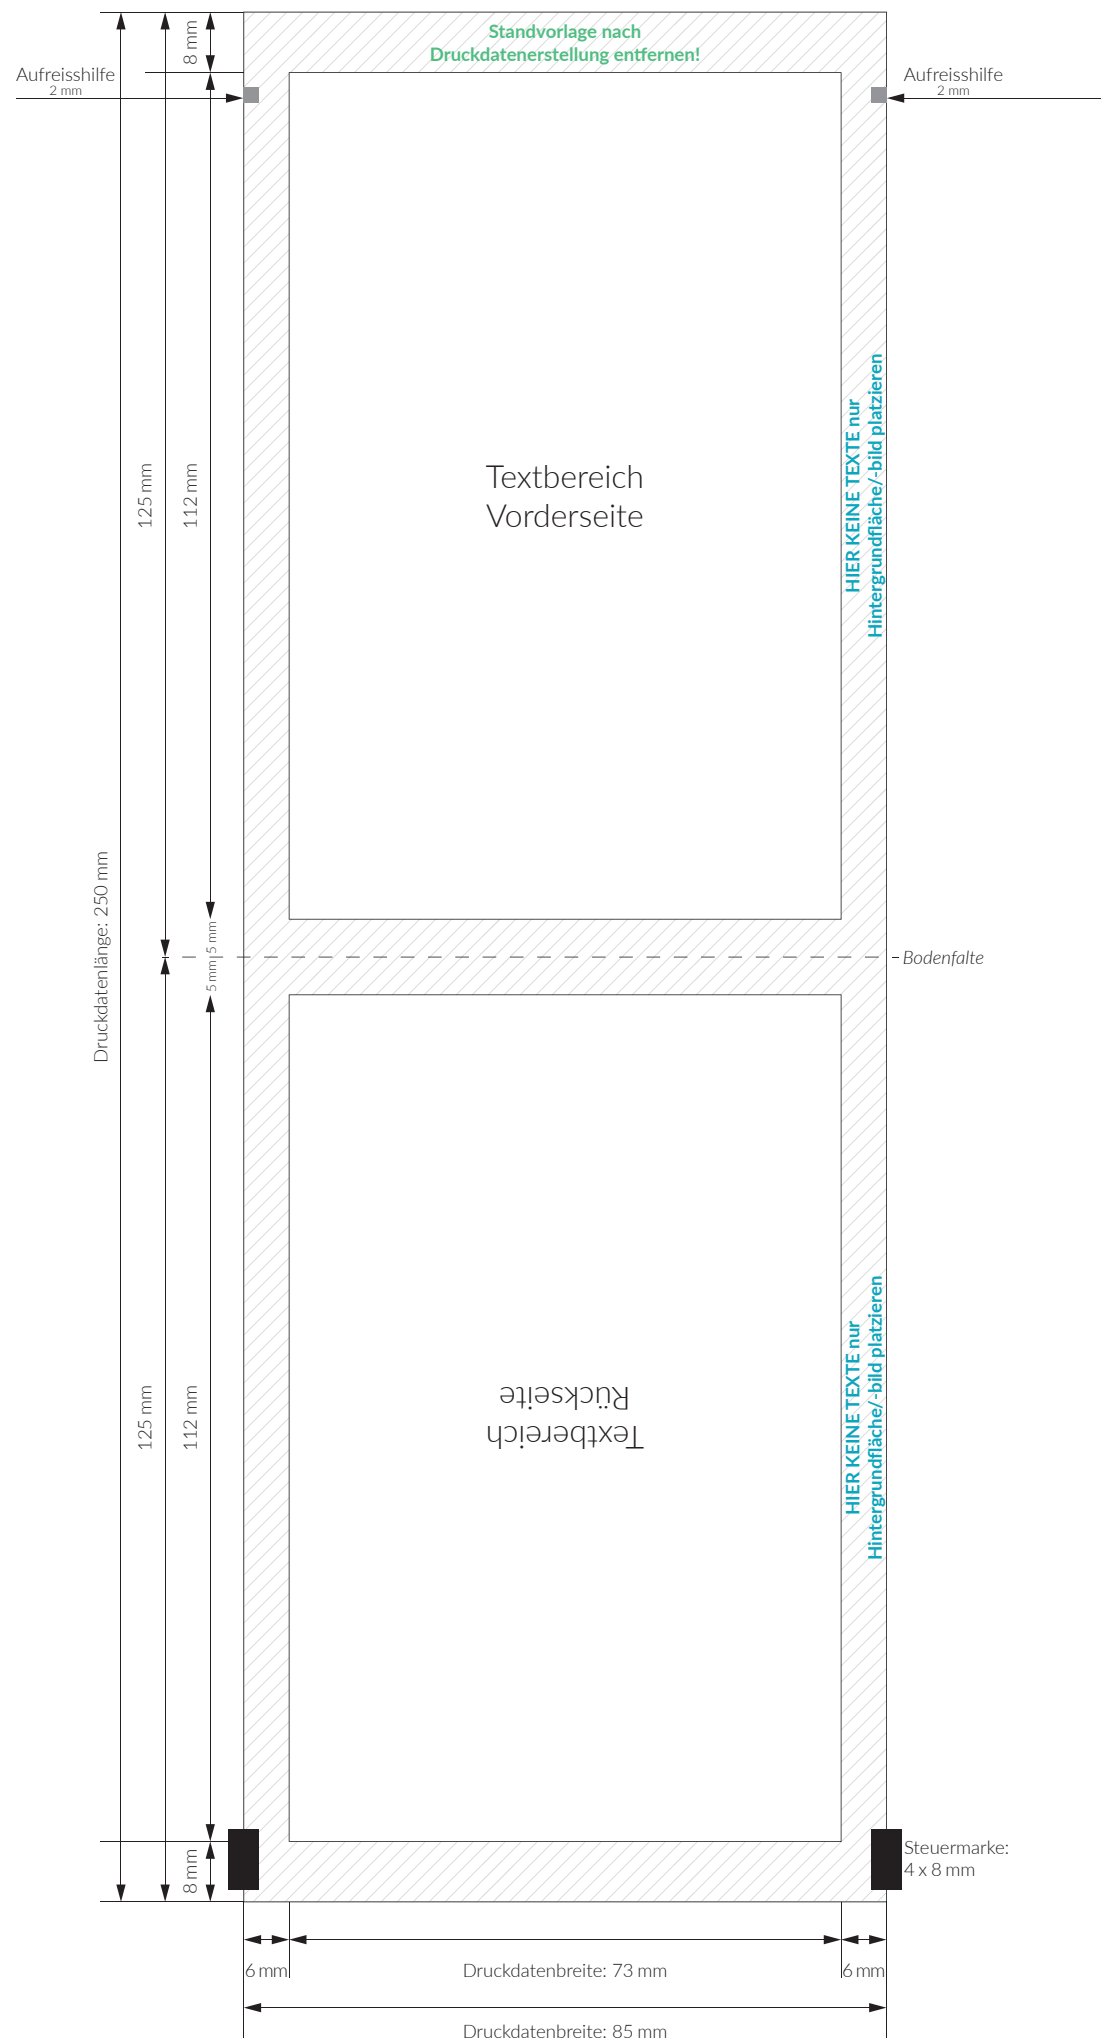 Standvorlage nach
Druckdatenerstellung entfernen!
8 mm
Aufreisshilfe
2 mm
Aufreisshilfe
2 mm
125 mm
112 mm
Textbereich
Vorderseite
HIER KEINE TEXTE nur
Hintergrundfläche/-bild platzieren
Druckdatenlänge: 250 mm
5 mm
5 mm
Bodenfalte
125 mm
112 mm
Textbereich
Rückseite
HIER KEINE TEXTE nur
Hintergrundfläche/-bild platzieren
8 mm
Steuermarke:
4 x 8 mm
6 mm
Druckdatenbreite: 73 mm
6 mm
Druckdatenbreite: 85 mm